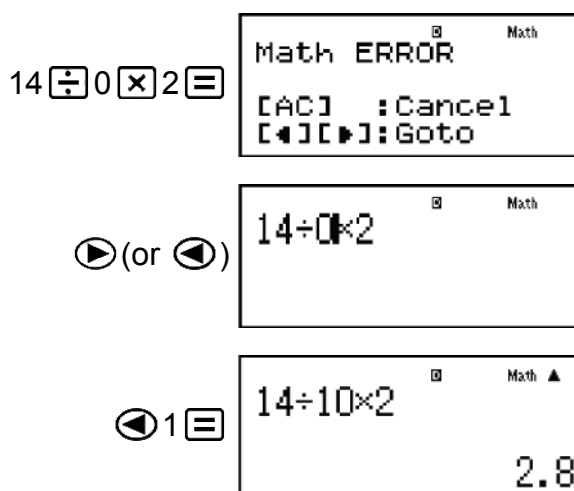 14 ÷ 0 × 2 =
D Math
Math ERROR
[AC] :Cancel
[◀][▶]:Goto
▶ (or ◀)
D Math
14÷0×2
◀ 1 =
D Math ▲
14÷10×2
2.8